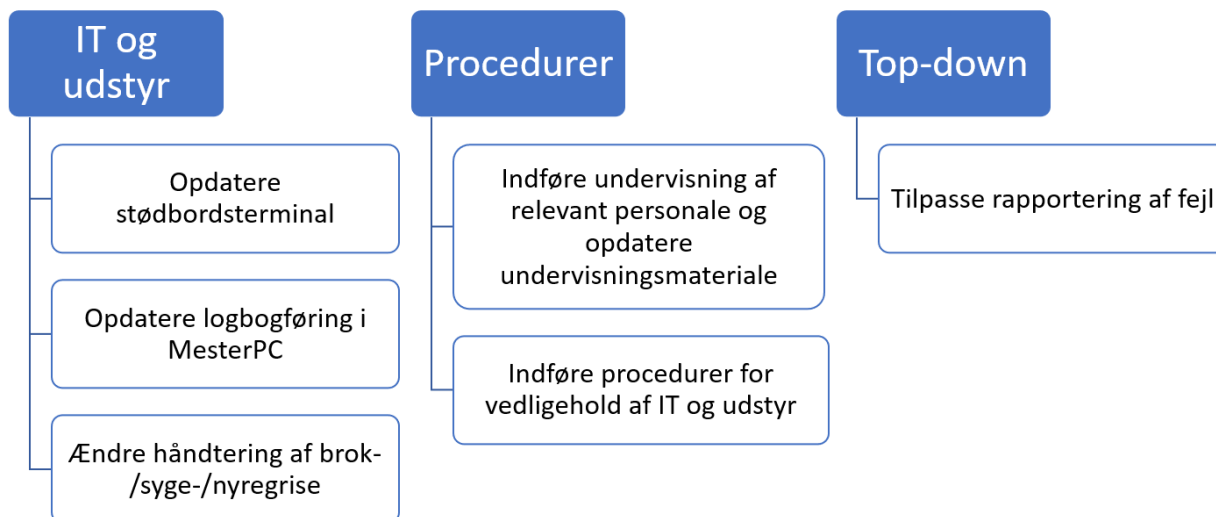 IT og
udstyr
Opdatere
stødbordsterminal
Opdatere logbogføring i
MesterPC
Ændre håndtering af brok-
/syge-/nyregrise
Procedurer
Indføre undervisning af
relevant personale og
opdatere
undervisningsmateriale
Indføre procedurer for
vedligehold af IT og udstyr
Top-down
Tilpasse rapportering af fejl